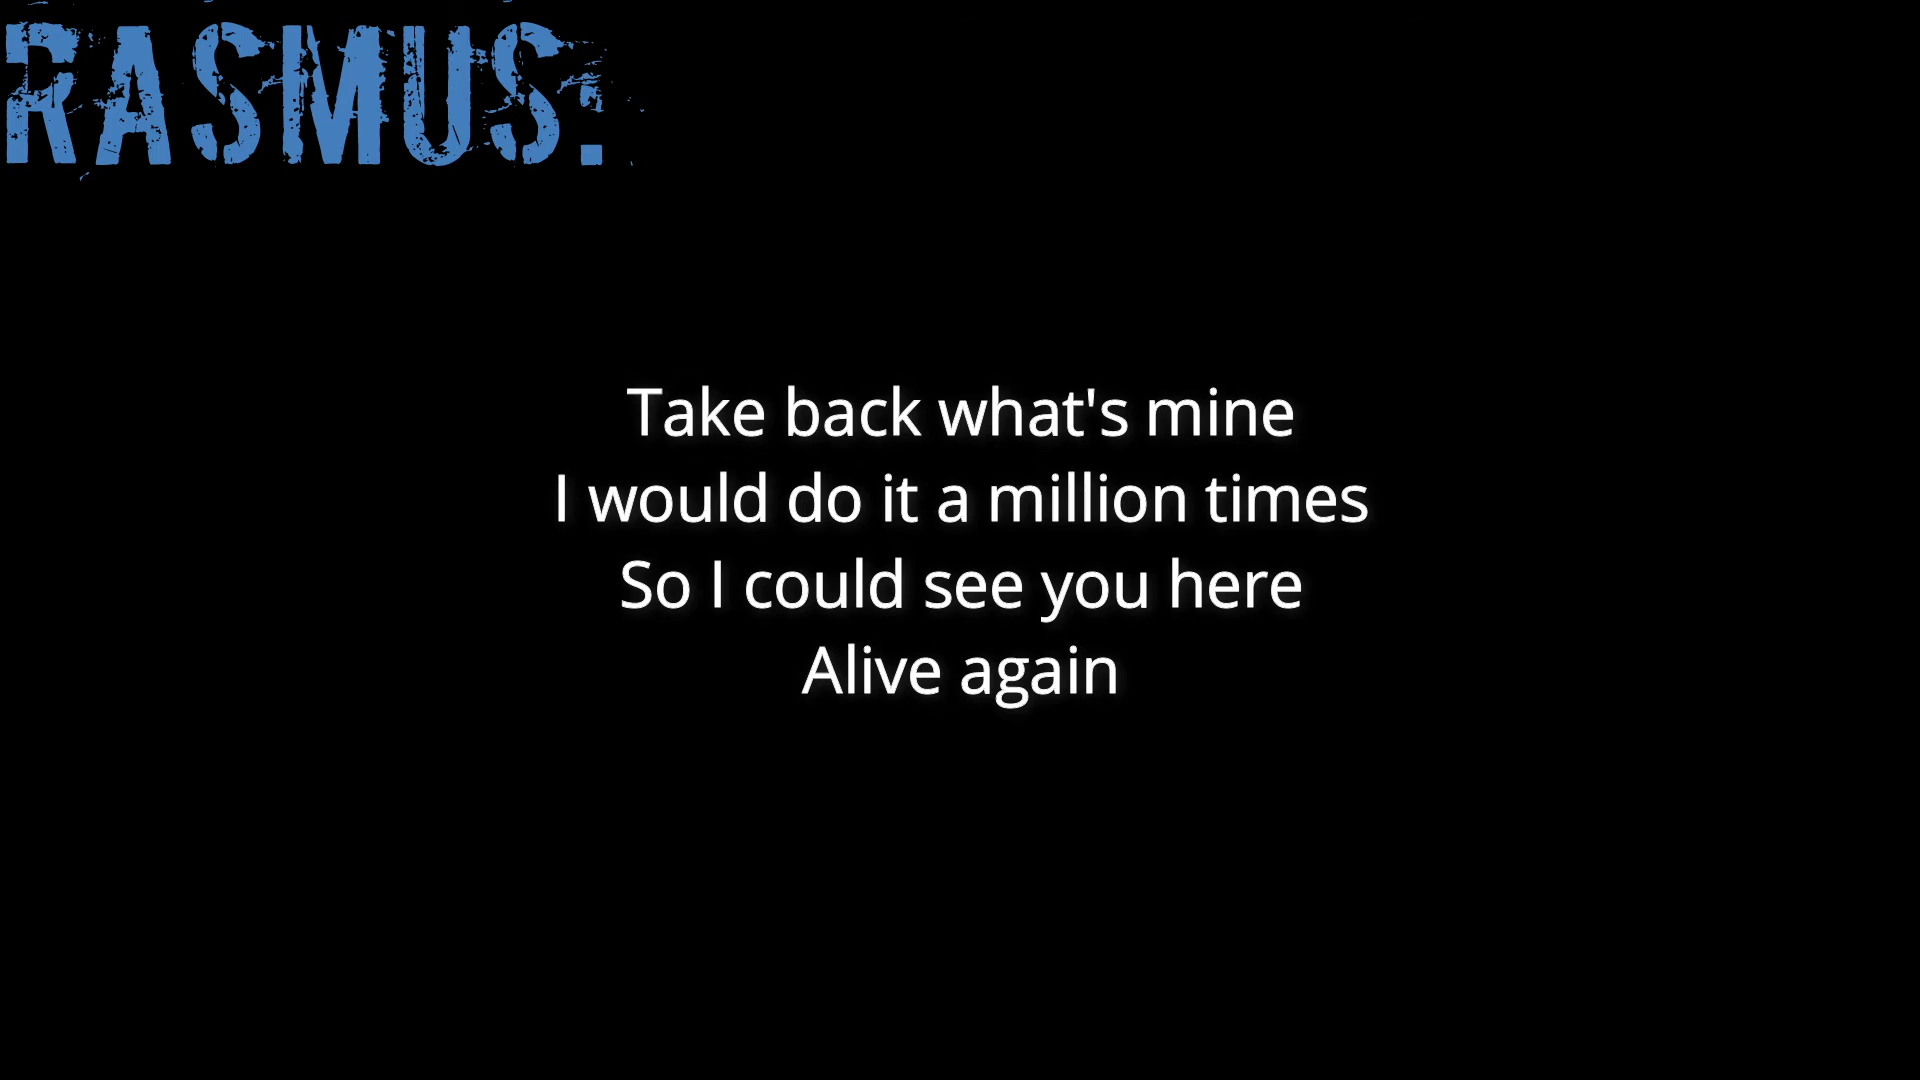 RASMUS:
Take back what's mine
I would do it a million times
So I could see you here
Alive again